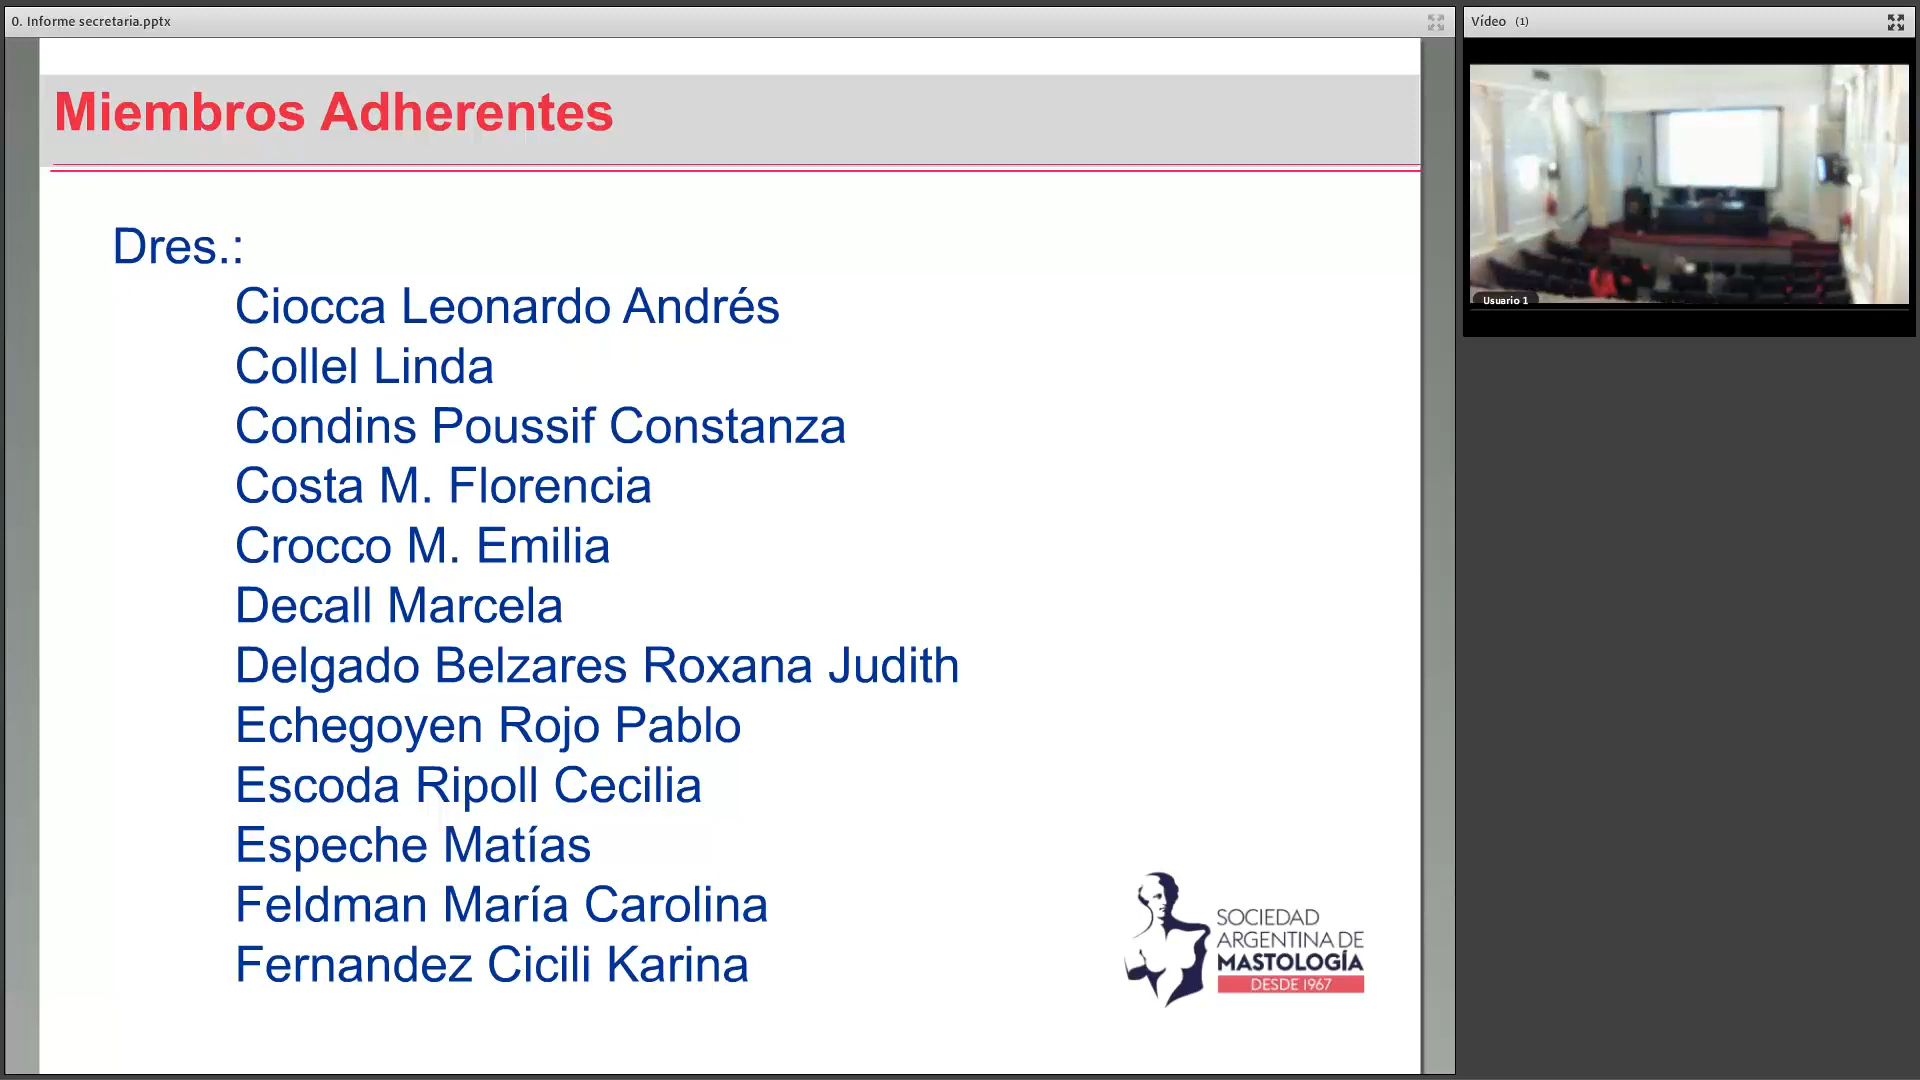 0. Informe secretaria.pptx
Vídeo (1)
Miembros Adherentes
Dres.:
Ciocca Leonardo Andrés
Collel Linda
Condins Poussif Constanza
Costa M. Florencia
Crocco M. Emilia
Decall Marcela
Delgado Belzares Roxana Judith
Echegoyen Rojo Pablo
Escoda Ripoll Cecilia
Espeche Matías
Feldman María Carolina
Fernandez Cicili Karina
SOCIEDAD
ARGENTINA DE
MASTOLOGÍA
DESDE 1967
Usuario 1